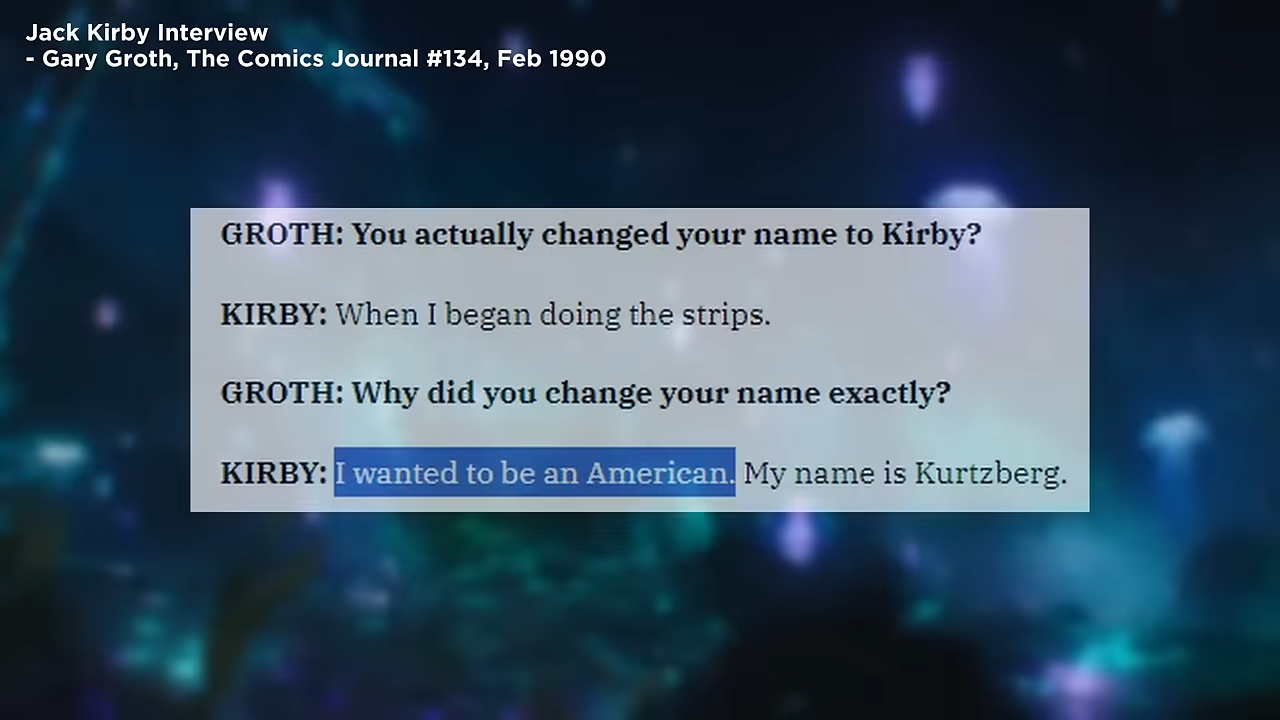 Jack Kirby Interview
- Gary Groth, The Comics Journal #134, Feb 1990
GROTH: You actually changed your name to Kirby?
KIRBY: When I began doing the strips.
GROTH: Why did you change your name exactly?
KIRBY: I wanted to be an American. My name is Kurtzberg.